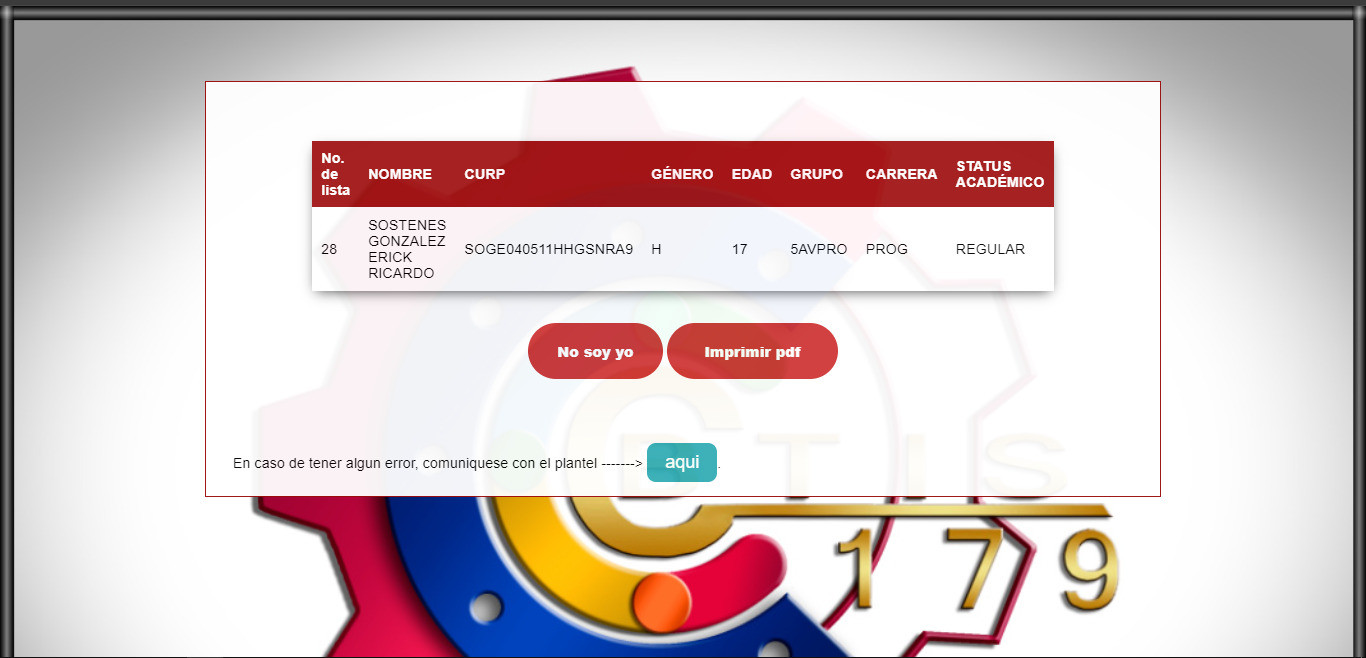 No. de lista NOMBRE CURP GÉNERO EDAD GRUPO CARRERA STATUS ACADÉMICO
28 SOSTENES GONZALEZ ERICK RICARDO SOGE040511HHGSNRA9 H 17 5AVPRO PROG REGULAR
No soy yo Imprimir pdf
En caso de tener algun error, comuniquese con el plantel -------> aqui .
CBTIS
179